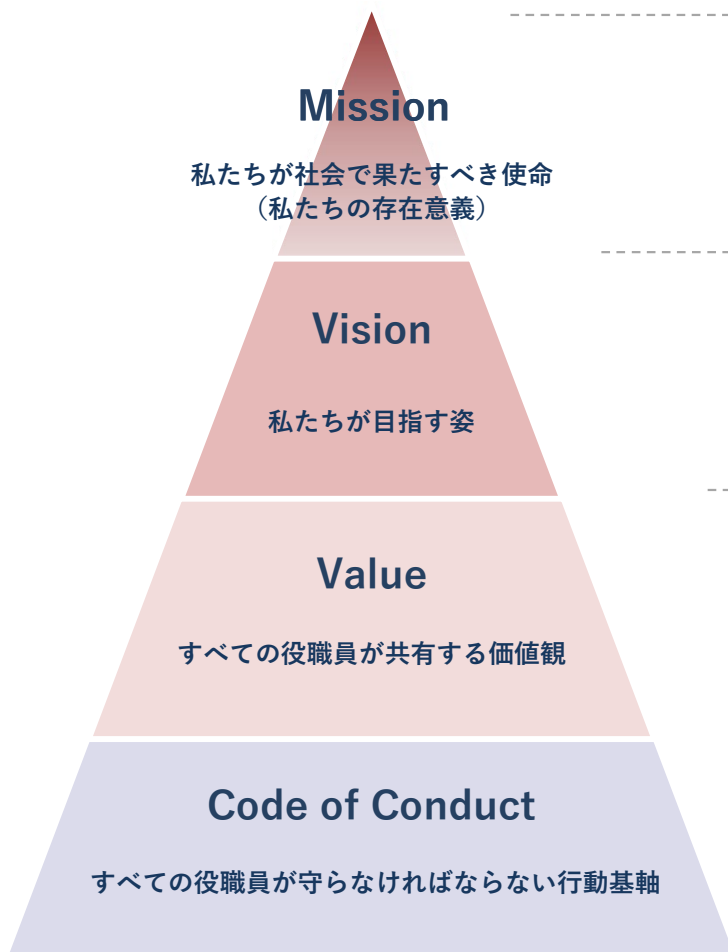 Mission
私たちが社会で果たすべき使命
（私たちの存在意義）
Vision
私たちが目指す姿
Value
すべての役職員が共有する価値観
Code of Conduct
すべての役職員が守らなければならない行動基軸